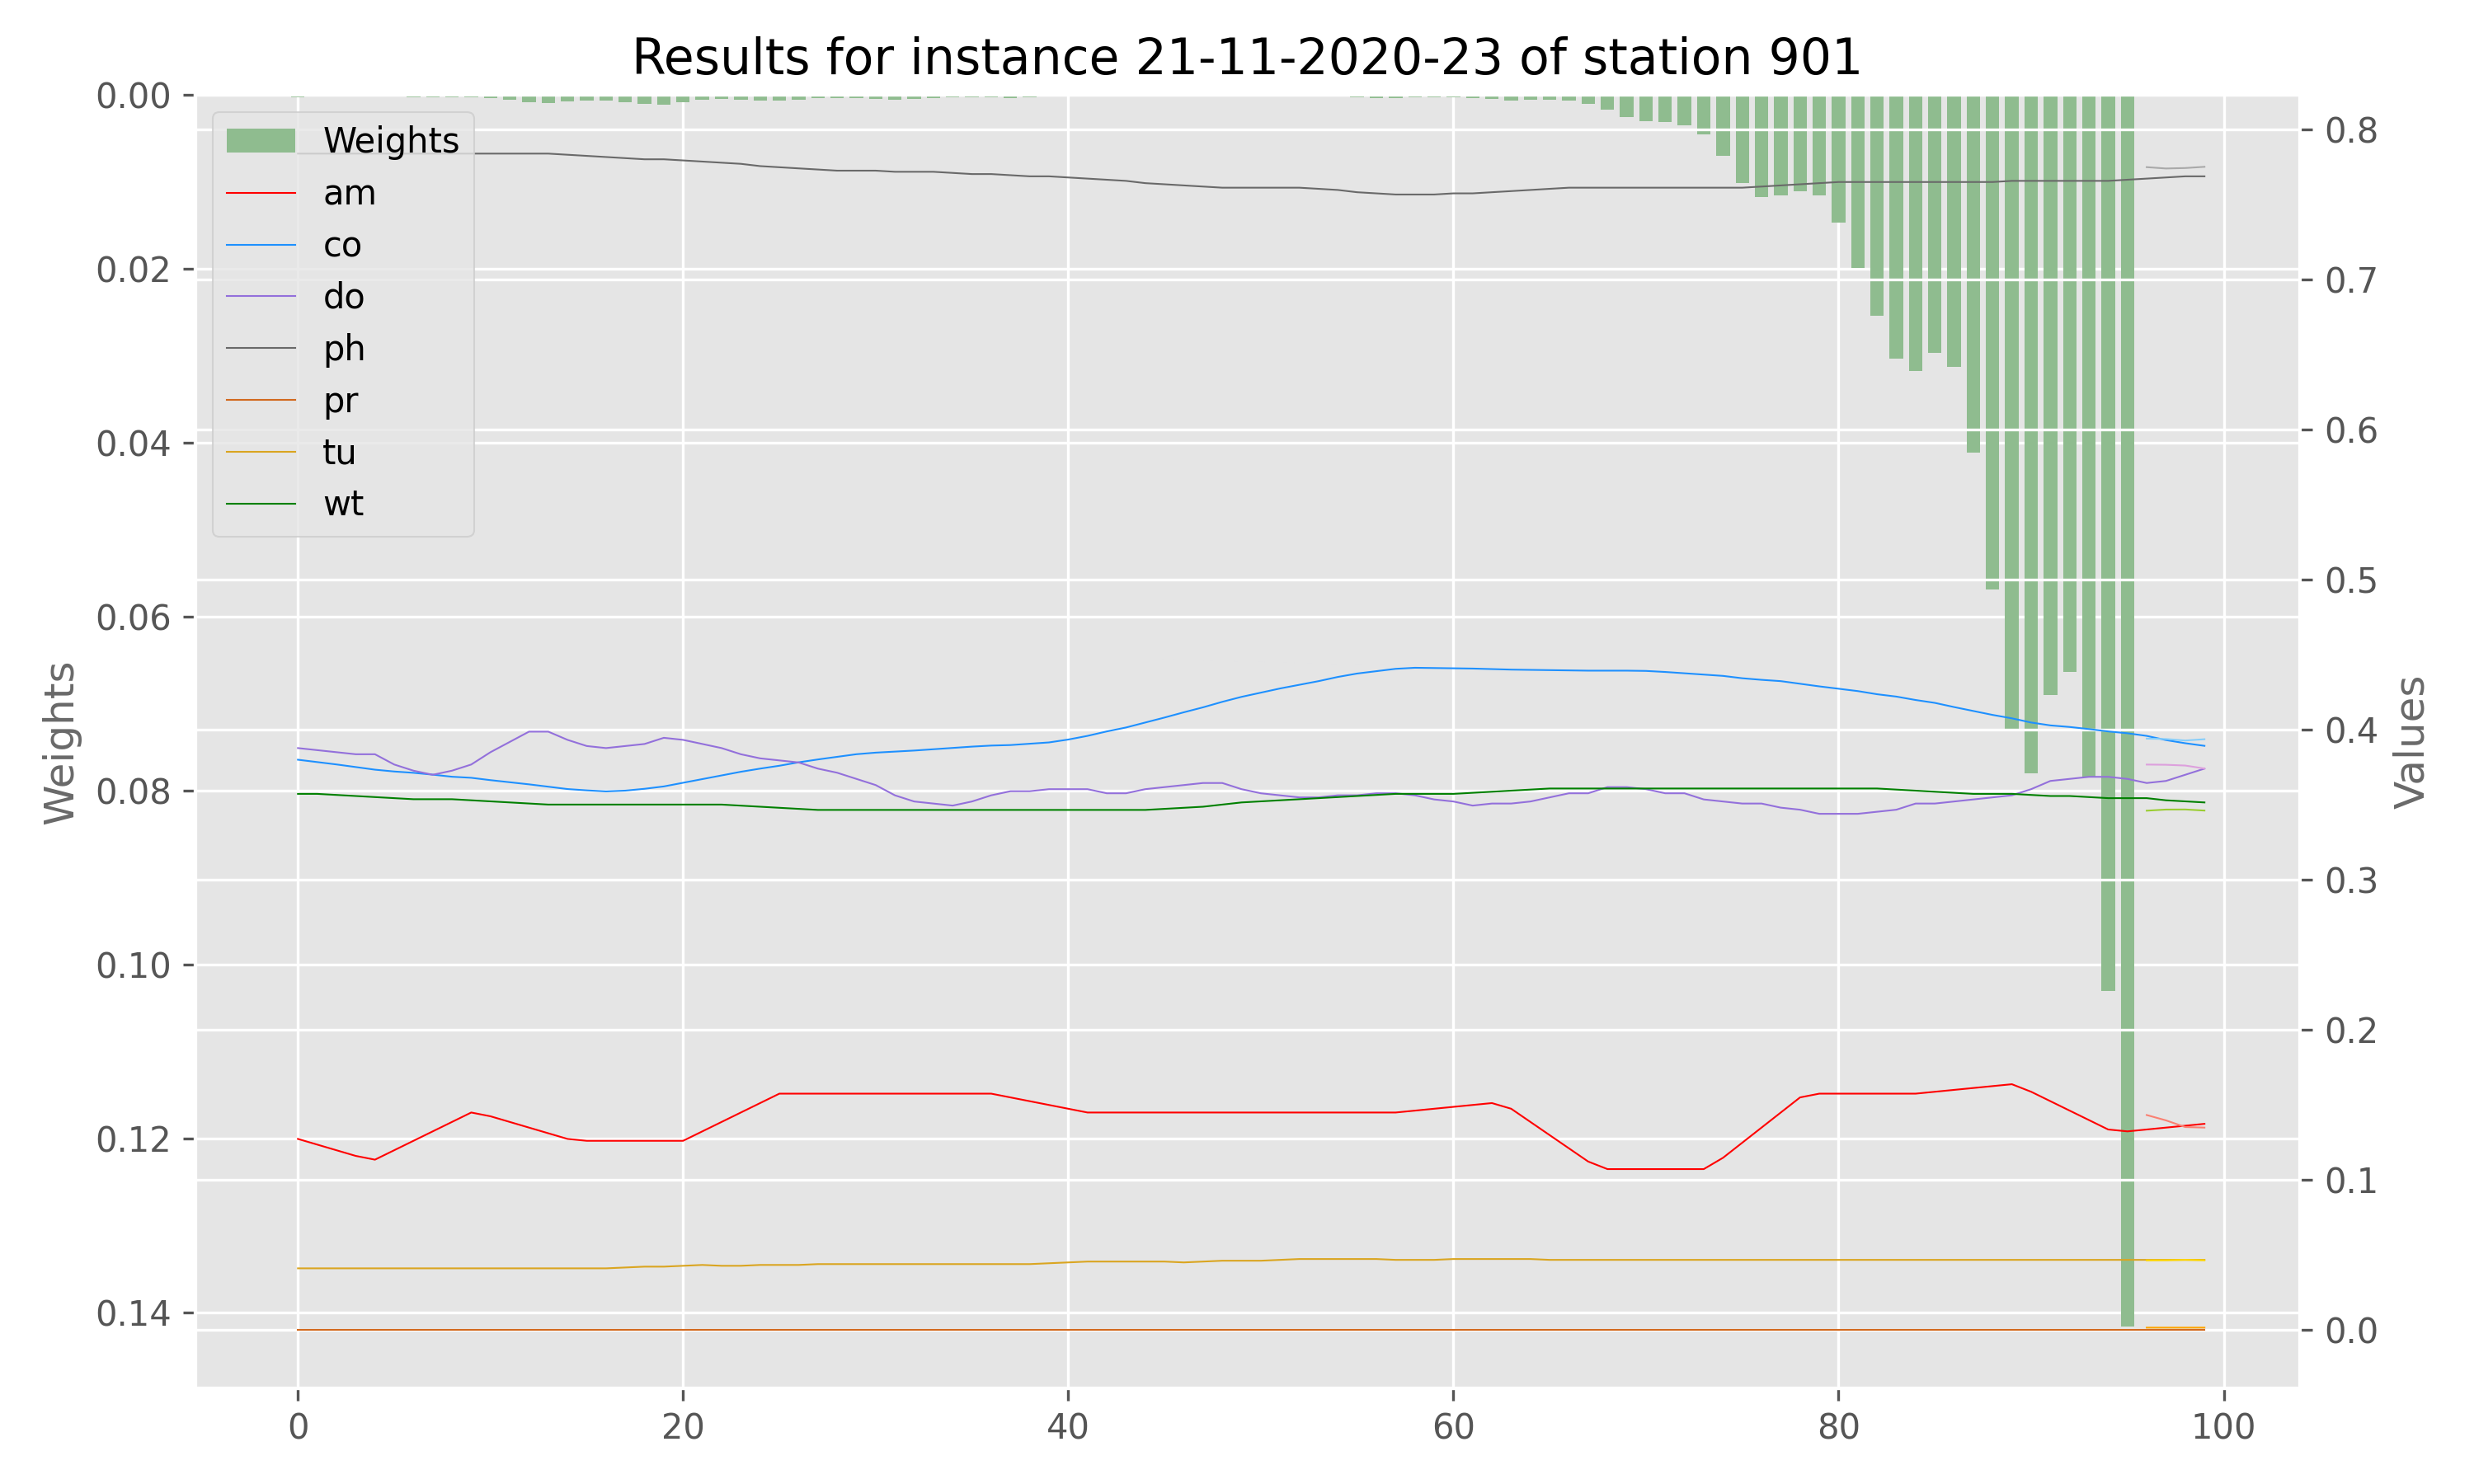 Results for instance 21-11-2020-23 of station 901
Weights
0.00
0.02
0.04
0.06
0.08
0.10
0.12
0.14
Weights
am
co
do
ph
pr
tu
wt
0.8
0.7
0.6
0.5
0.4
0.3
0.2
0.1
0.0
Values
0 20 40 60 80 100